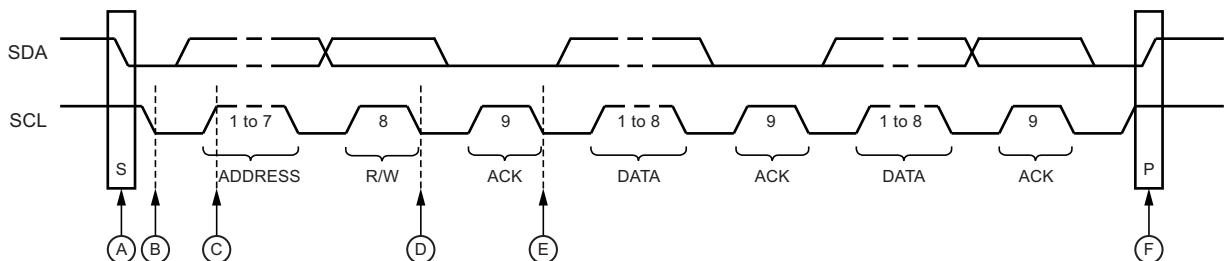 SDA
SCL
1 to 7 8 9 1 to 8 9 1 to 8 9
S ADDRESS R/W ACK DATA ACK DATA ACK P
A B C D E F